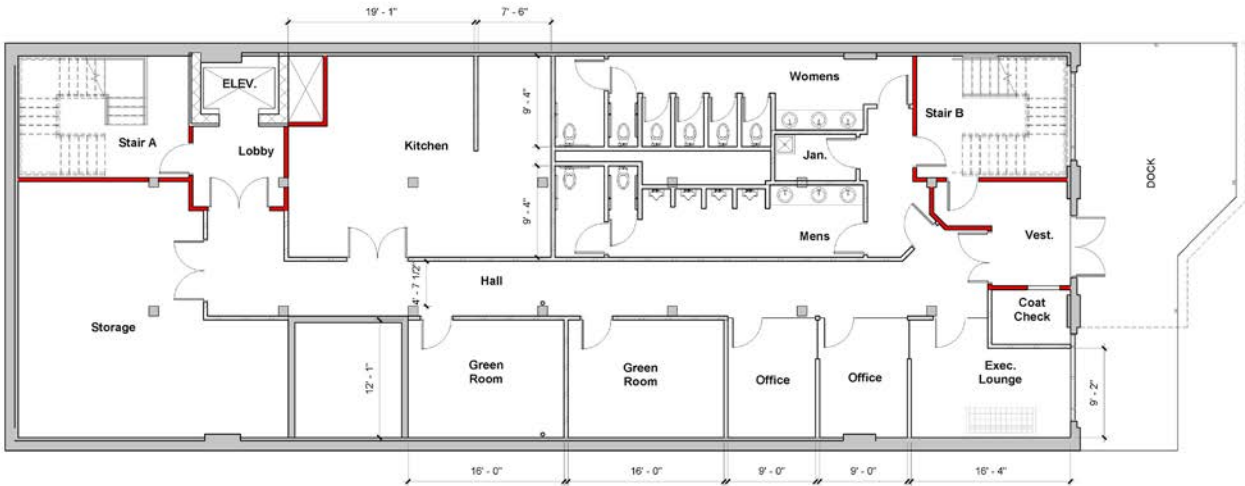 19' - 1"
7' - 6"
ELEV.
Womens
9' - 4"
Stair B
Stair A
Lobby
Kitchen
Jan.
DOCK
9' - 4"
Mens
Vest.
Hall
4' - 7 1/2"
Storage
Coat
Check
12' - 1"
Green
Room
Green
Room
Office
Office
Exec.
Lounge
9' - 2"
16' - 0"
16' - 0"
9' - 0"
9' - 0"
16' - 4"